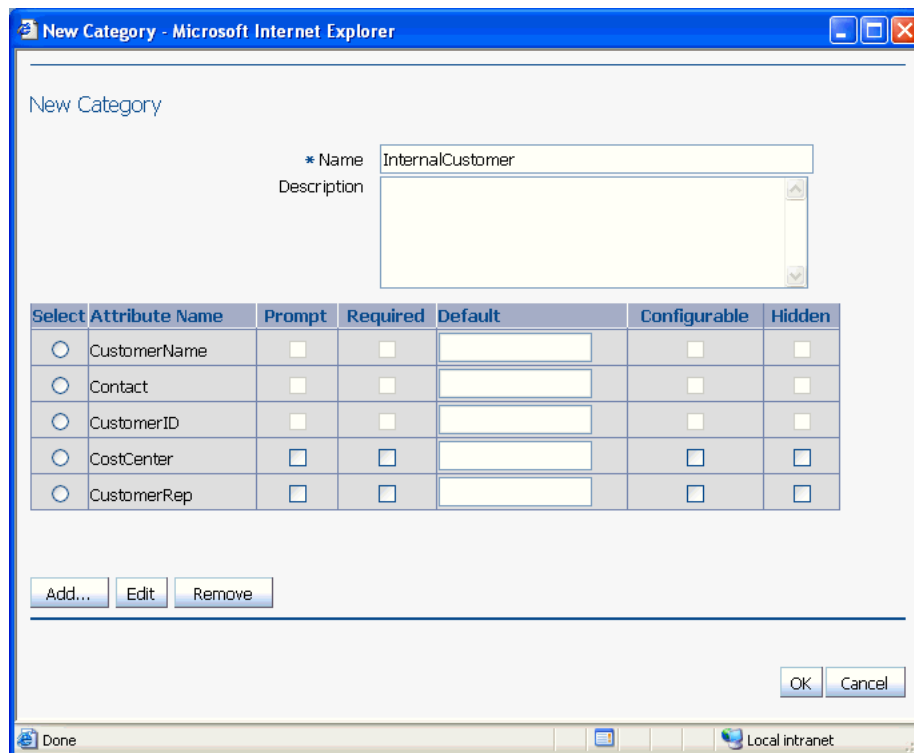 New Category - Microsoft Internet Explorer
New Category
* Name InternalCustomer
Description
Select Attribute Name Prompt Required Default Configurable Hidden
CustomerName
Contact
CustomerID
CostCenter
CustomerRep
Add... Edit Remove
OK Cancel
Done Local intranet